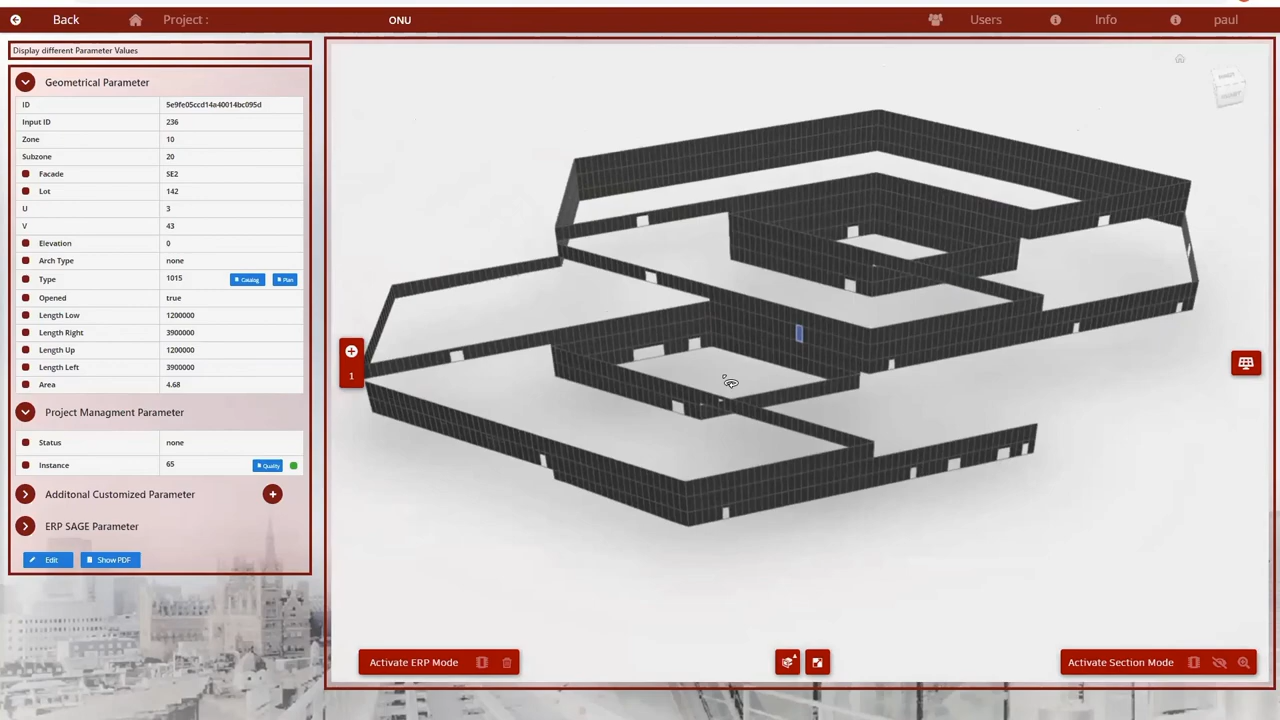 Back
Project :
ONU
Users
Info
paul
Display different Parameter Values
Geometrical Parameter
ID 5e9fe05ccd14a40014bc095d
Input ID 236
Zone 10
Subzone 20
Facade SE2
Lot 142
U 3
V 43
Elevation 0
Arch Type none
Type 1015 Catalog Plan
Opened true
Length Low 1200000
Length Right 3900000
Length Up 1200000
Length Left 3900000
Area 4.68
Project Managment Parameter
Status none
Instance 65 Quality
Additonal Customized Parameter
ERP SAGE Parameter
Edit
Show PDF
1
Activate ERP Mode
Activate Section Mode